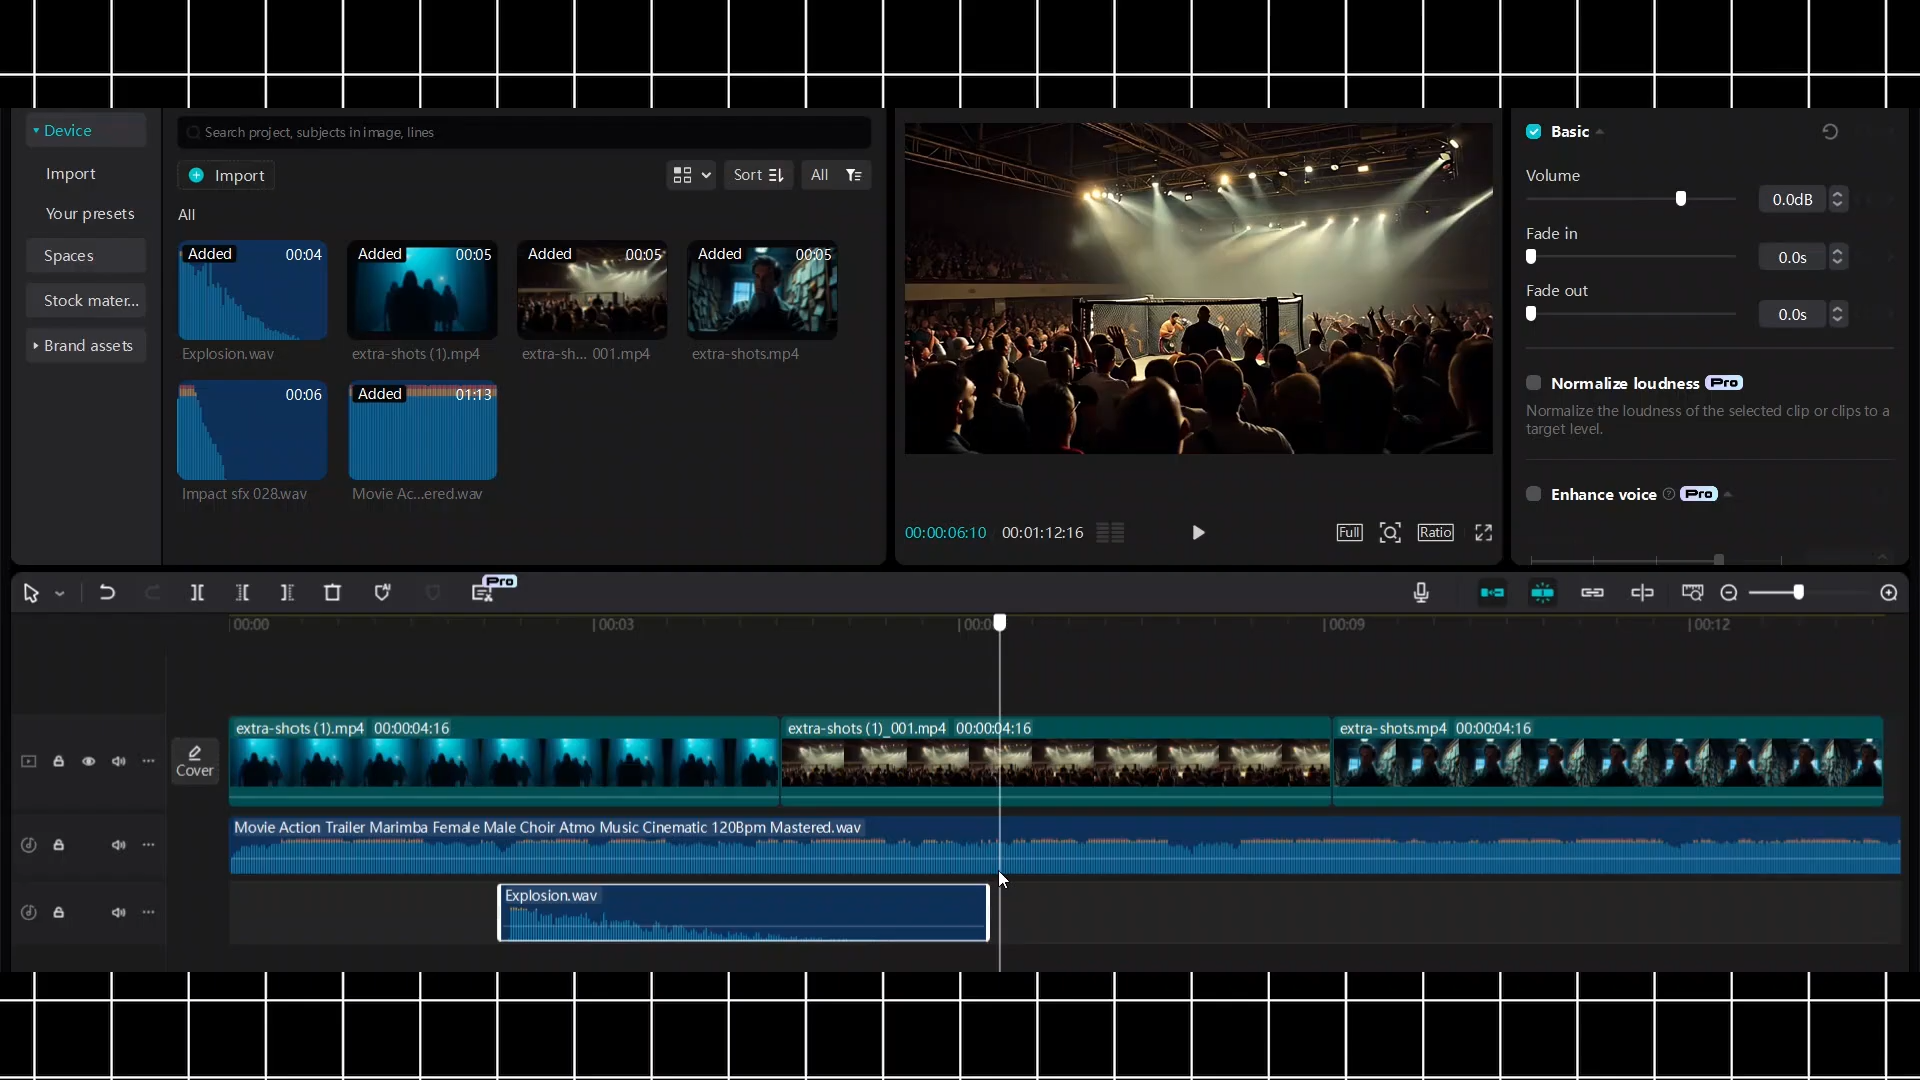 Device
Search project, subjects in image, lines
Import
Import
Sort
All
Your presets
Spaces
Stock mater...
Brand assets
All
Added 00:04
Added 00:05
Added 00:05
Added 00:05
Explosion.wav
extra-shots (1).mp4
extra-sh... 001.mp4
extra-shots.mp4
00:06
Added 01:13
Impact sfx 028.wav
Movie Ac...ered.wav
00:00:06:10 00:01:12:16
Full
Ratio
Basic
Volume
0.0dB
Fade in
0.0s
Fade out
0.0s
Normalize loudness Pro
Normalize the loudness of the selected clip or clips to a
target level.
Enhance voice Pro
Pro
00:00
00:03
00:09
00:12
Cover
extra-shots (1).mp4 00:00:04:16
extra-shots (1)_001.mp4 00:00:04:16
extra-shots.mp4 00:00:04:16
Movie Action Trailer Marimba Female Male Choir Atmo Music Cinematic 120Bpm Mastered.wav
Explosion.wav